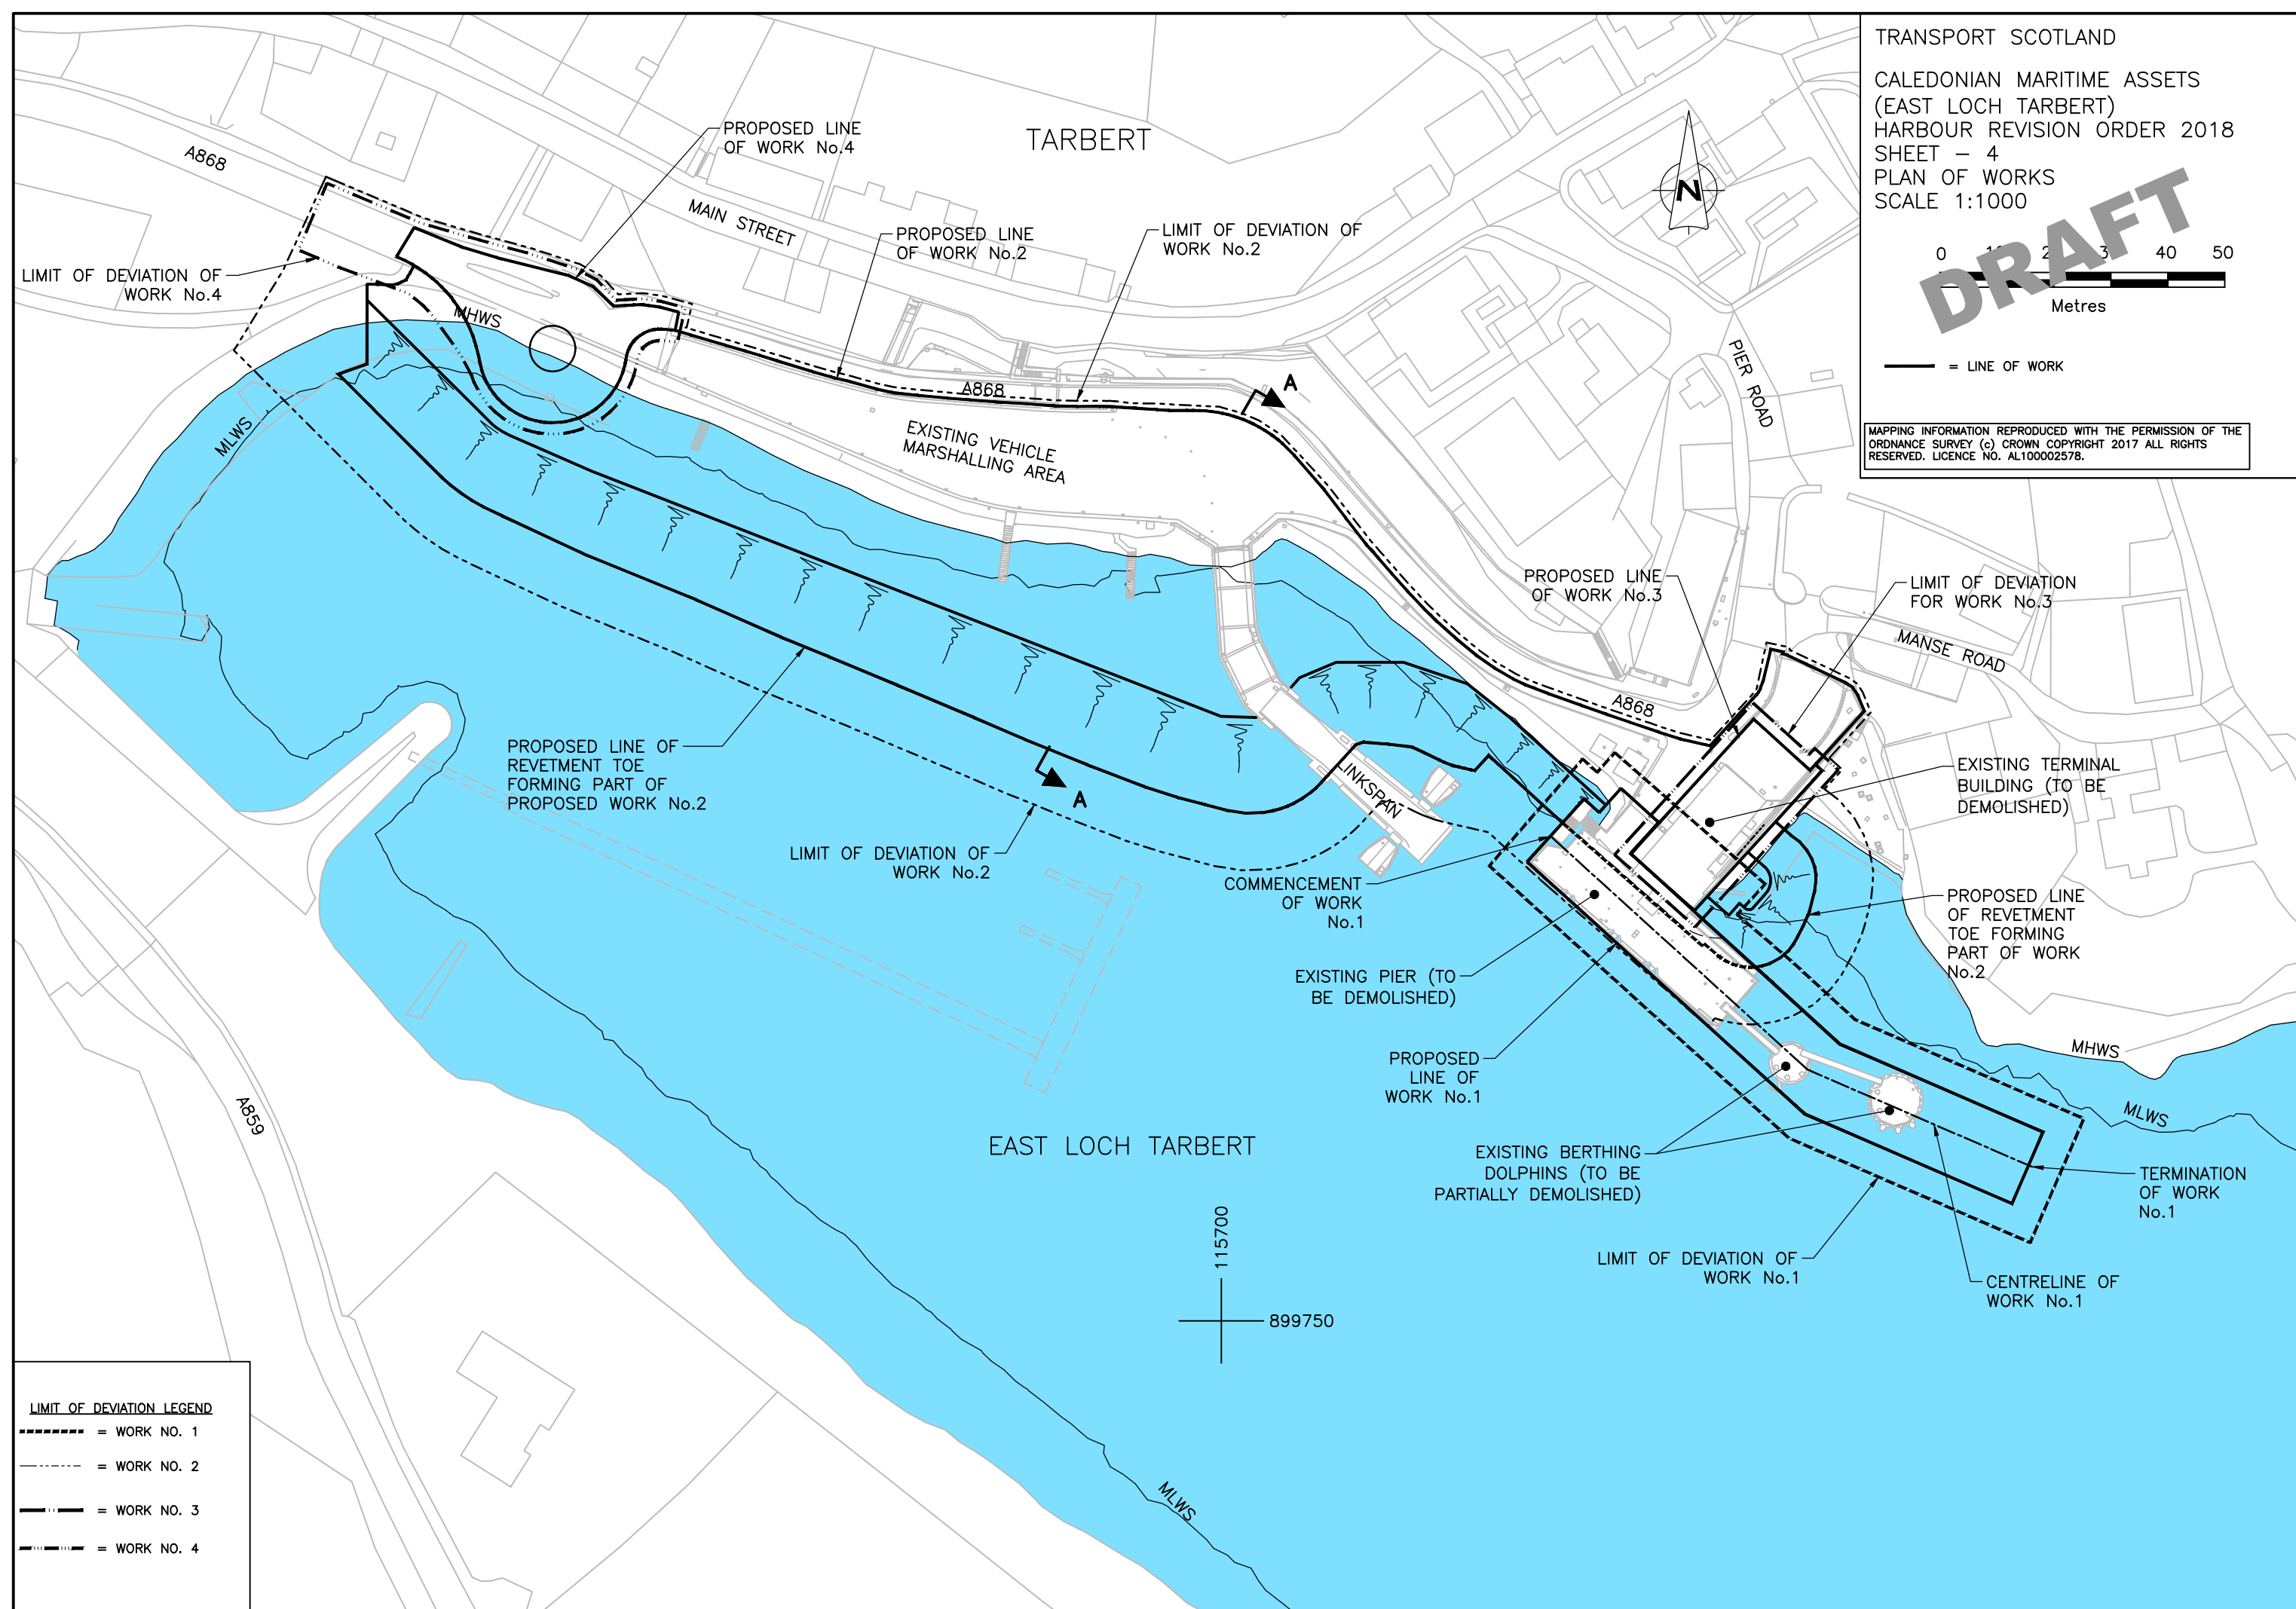 TRANSPORT SCOTLAND
CALEDONIAN MARITIME ASSETS
(EAST LOCH TARBERT)
HARBOUR REVISION ORDER 2018
SHEET – 4
PLAN OF WORKS
SCALE 1:1000
DRAFT
0 40 50
Metres
= LINE OF WORK
MAPPING INFORMATION REPRODUCED WITH THE PERMISSION OF THE
ORDNANCE SURVEY (c) CROWN COPYRIGHT 2017 ALL RIGHTS
RESERVED. LICENCE NO. AL100002578.
N
TARBERT
A868
PROPOSED LINE
OF WORK No.4
MAIN STREET
PROPOSED LINE
OF WORK No.2
LIMIT OF DEVIATION OF
WORK No.2
LIMIT OF DEVIATION OF
WORK No.4
MHWS
MLWS
A868
A
EXISTING VEHICLE
MARSHALLING AREA
PIER ROAD
PROPOSED LINE
OF WORK No.3
LIMIT OF DEVIATION
FOR WORK No.3
MANSE ROAD
A868
PROPOSED LINE OF
REVETMENT TOE
FORMING PART OF
PROPOSED WORK No.2
A
LINKSPAN
EXISTING TERMINAL
BUILDING (TO BE
DEMOLISHED)
LIMIT OF DEVIATION OF
WORK No.2
COMMENCEMENT
OF WORK
No.1
PROPOSED LINE
OF REVETMENT
TOE FORMING
PART OF WORK
No.2
EXISTING PIER (TO
BE DEMOLISHED)
PROPOSED
LINE OF
WORK No.1
MHWS
MLWS
A859
EAST LOCH TARBERT
EXISTING BERTHING
DOLPHINS (TO BE
PARTIALLY DEMOLISHED)
TERMINATION
OF WORK
No.1
LIMIT OF DEVIATION OF
WORK No.1
CENTRELINE OF
WORK No.1
115700
899750
MLWS
LIMIT OF DEVIATION LEGEND
= WORK NO. 1
= WORK NO. 2
= WORK NO. 3
= WORK NO. 4